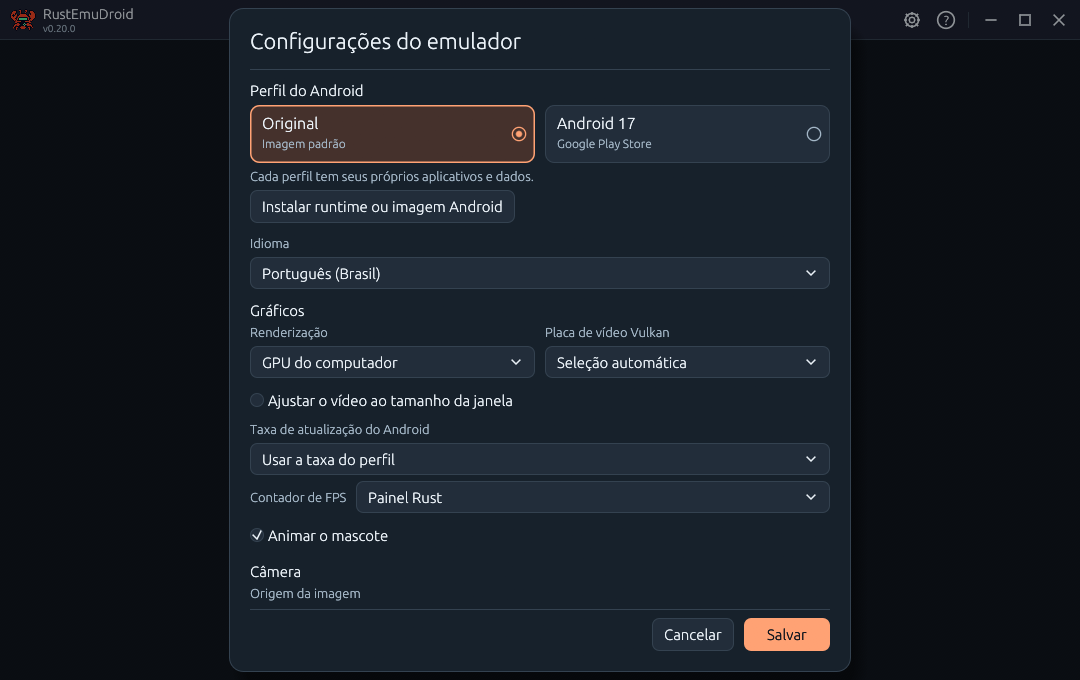 RustEmuDroid
v0.20.0
Configurações do emulador
Perfil do Android
Original
Imagem padrão
Android 17
Google Play Store
Cada perfil tem seus próprios aplicativos e dados.
Instalar runtime ou imagem Android
Idioma
Português (Brasil)
Gráficos
Renderização
Placa de vídeo Vulkan
GPU do computador
Seleção automática
Ajustar o vídeo ao tamanho da janela
Taxa de atualização do Android
Usar a taxa do perfil
Contador de FPS
Painel Rust
Animar o mascote
Câmera
Origem da imagem
Cancelar
Salvar